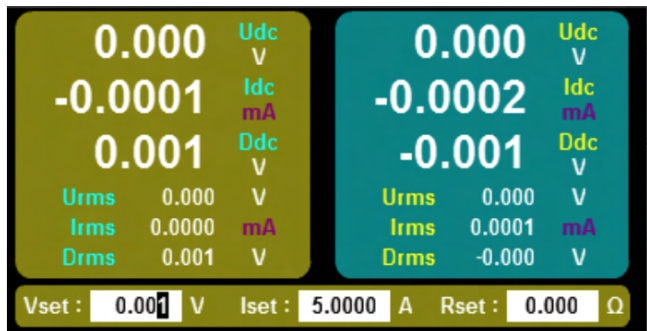 0.000 Udc V
-0.0001 Idc mA
0.001 Ddc V
Urms 0.000 V
Irms 0.0000 mA
Drms 0.001 V
0.000 Udc V
-0.0002 Idc mA
-0.001 Ddc V
Urms 0.000 V
Irms 0.0001 mA
Drms -0.000 V
Vset : 0.001 V Iset : 5.0000 A Rset : 0.000 Ω